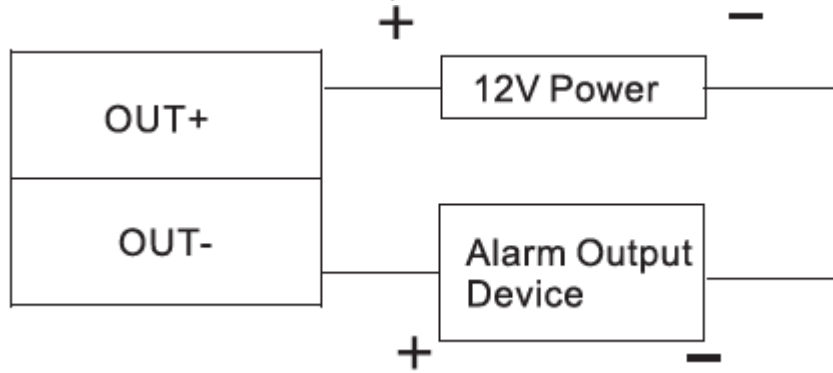 + −
OUT+ 12V Power
OUT- Alarm Output
Device
+ −